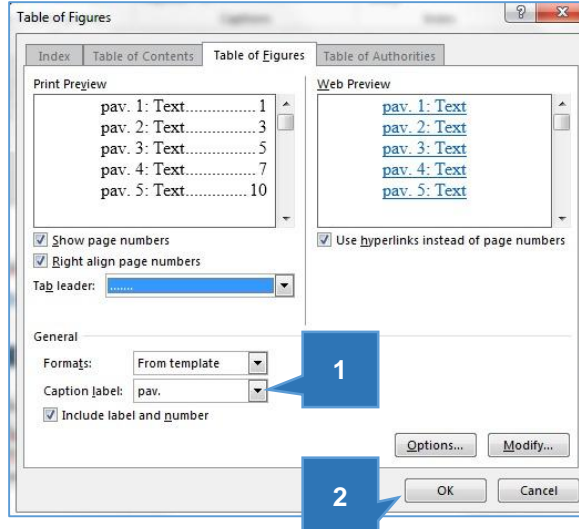 Table of Figures
Captions
Index
Table of Contents
Table of Figures
Table of Authorities
Print Preview
pav. 1: Text...............1
pav. 2: Text...............3
pav. 3: Text...............5
pav. 4: Text...............7
pav. 5: Text.............10
Web Preview
pav. 1: Text
pav. 2: Text
pav. 3: Text
pav. 4: Text
pav. 5: Text
Show page numbers
Right align page numbers
Tab leader: .......
Use hyperlinks instead of page numbers
General
Formats: From template
Caption label: pav.
Include label and number
1
Options...
Modify...
2
OK
Cancel